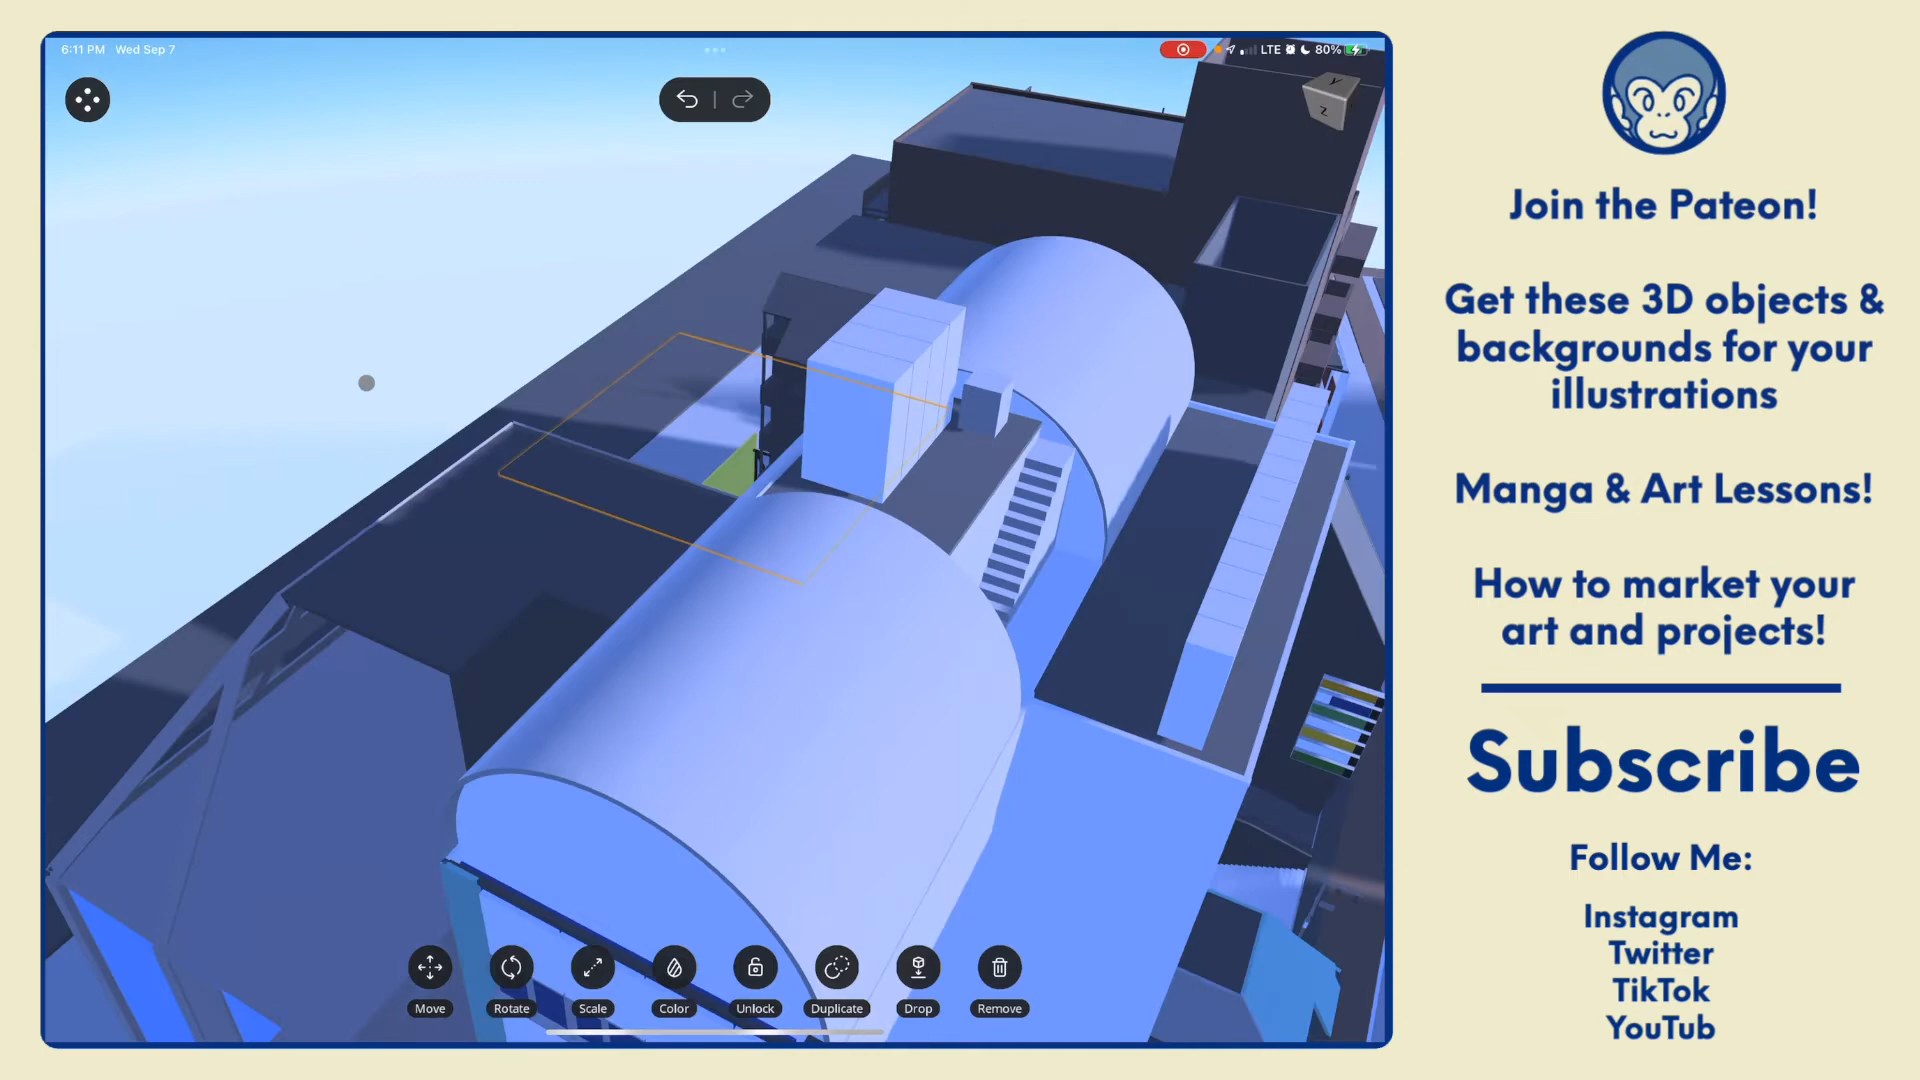 6:11 PM Wed Sep 7
LTE 80%
Y
Z
Move Rotate Scale Color Unlock Duplicate Drop Remove
Join the Pateon!
Get these 3D objects &
backgrounds for your
illustrations
Manga & Art Lessons!
How to market your
art and projects!
Subscribe
Follow Me:
Instagram
Twitter
TikTok
YouTub